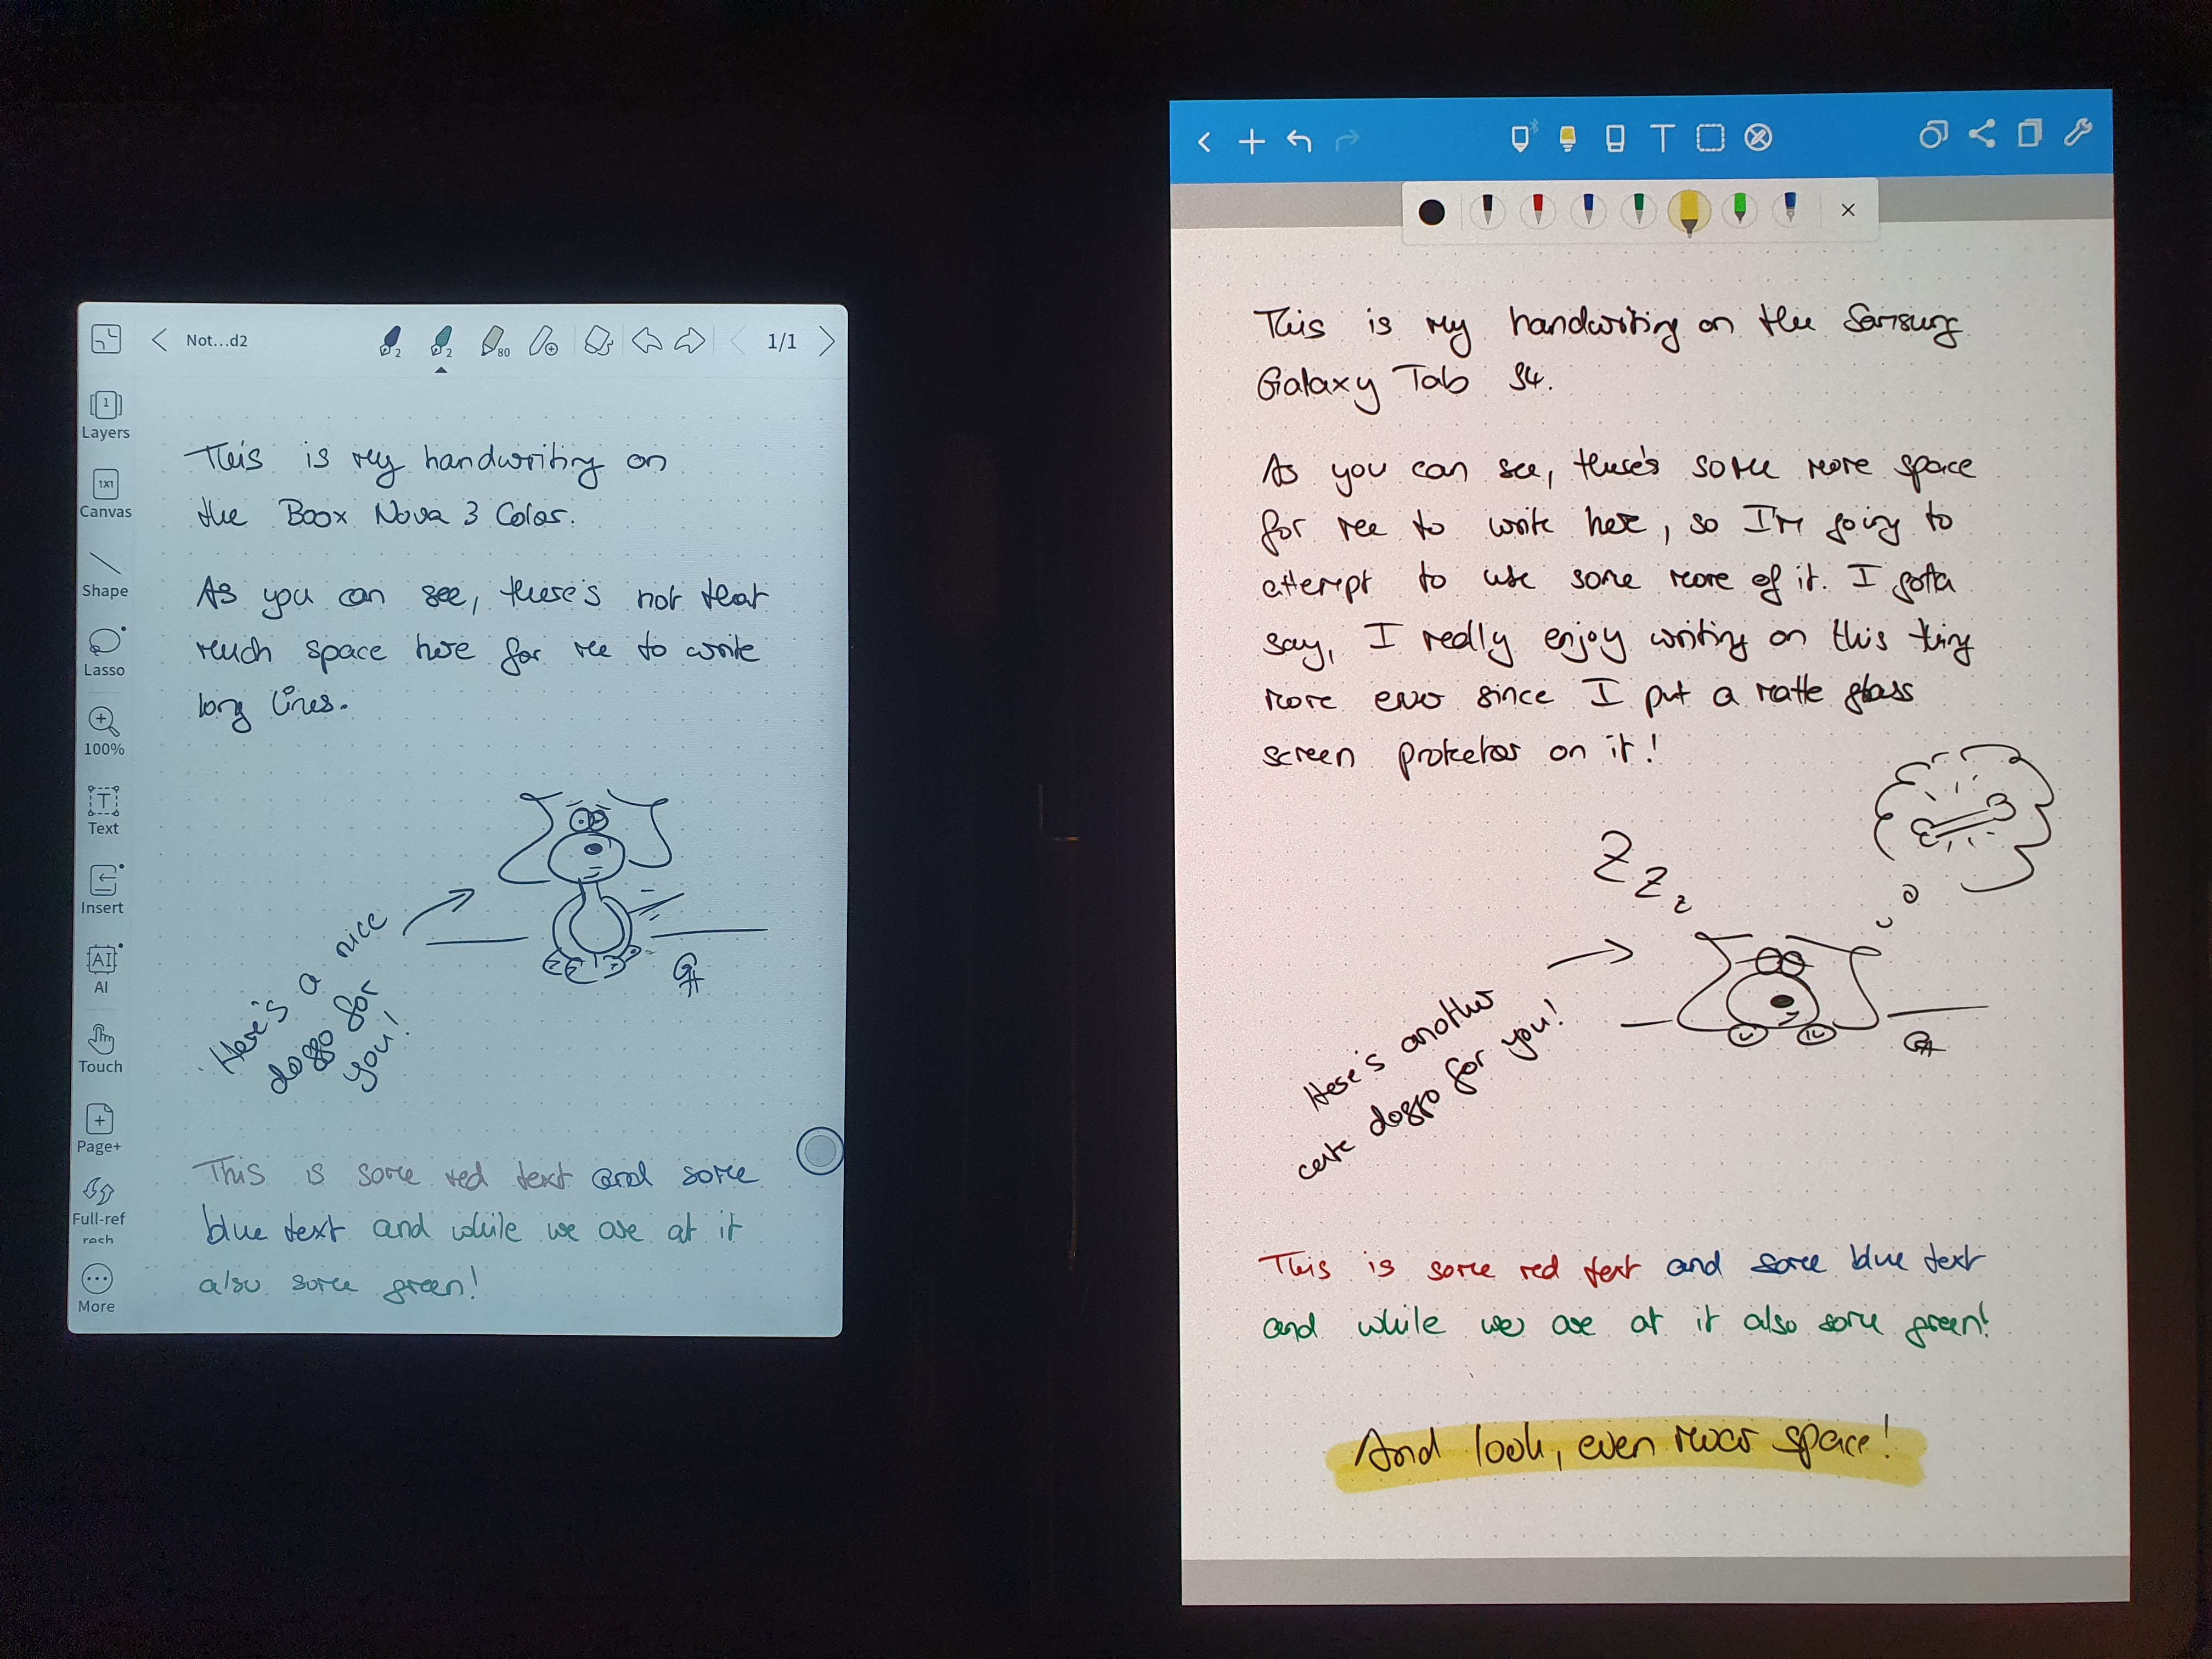 Not...d2
2
2
80
1/1
1
Layers
1X1
Canvas
Shape
Lasso
100%
T
Text
Insert
AI
AI
Touch
Page+
Full-ref
resh
More
This is my handwriting on
the Boox Nova 3 Color.
As you can see, there's not that
much space here for me to write
long lines.
Here's a nice
doggo for
you!
This is some red text and some
blue text and while we are at it
also some green!
T
This is my handwriting on the Samsung
Galaxy Tab S4.
As you can see, there's some more space
for me to write here, so I'm going to
attempt to use some more of it. I gotta
say, I really enjoy writing on this thing
more ever since I put a matte glass
screen protector on it!
Z z z
Here's another
cute doggo for you!
This is some red text and some blue text
and while we are at it also some green!
And look, even more space!